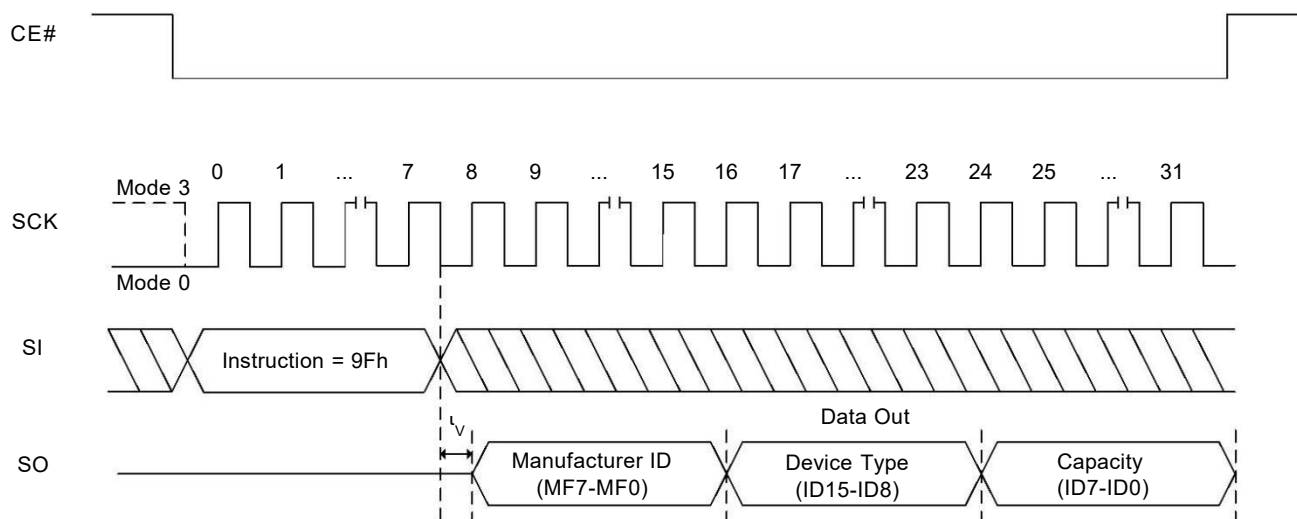 CE#
0 1 ... 7 8 9 ... 15 16 17 ... 23 24 25 ... 31
Mode 3
SCK
Mode 0
SI
Instruction = 9Fh
Data Out
tV
SO
Manufacturer ID
(MF7-MF0)
Device Type
(ID15-ID8)
Capacity
(ID7-ID0)